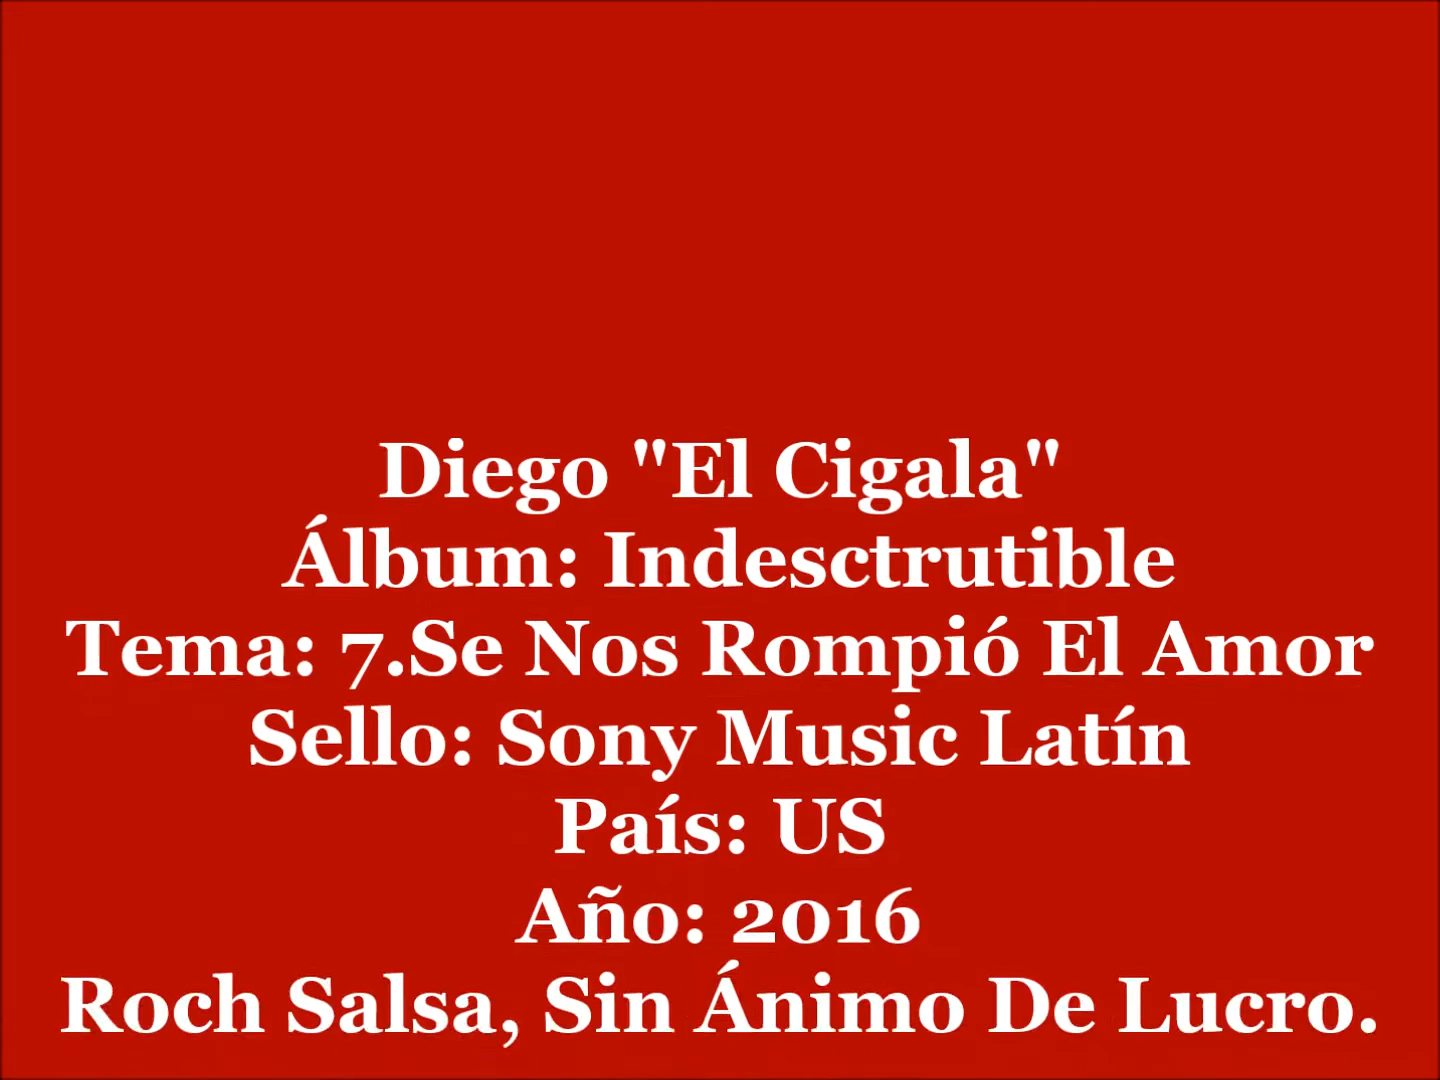 Diego "El Cigala"
Álbum: Indesctrutible
Tema: 7.Se Nos Rompió El Amor
Sello: Sony Music Latín
País: US
Año: 2016
Roch Salsa, Sin Ánimo De Lucro.